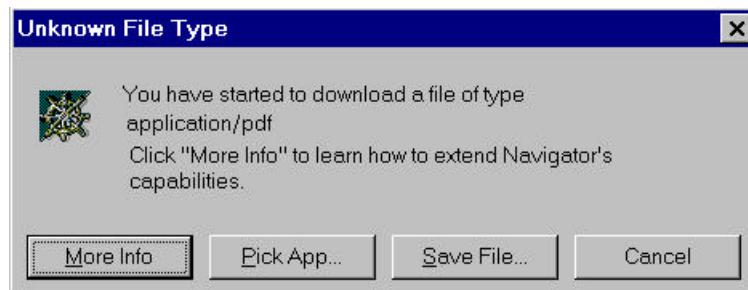 Unknown File Type
You have started to download a file of type
application/pdf
Click "More Info" to learn how to extend Navigator's
capabilities.
More Info
Pick App...
Save File...
Cancel